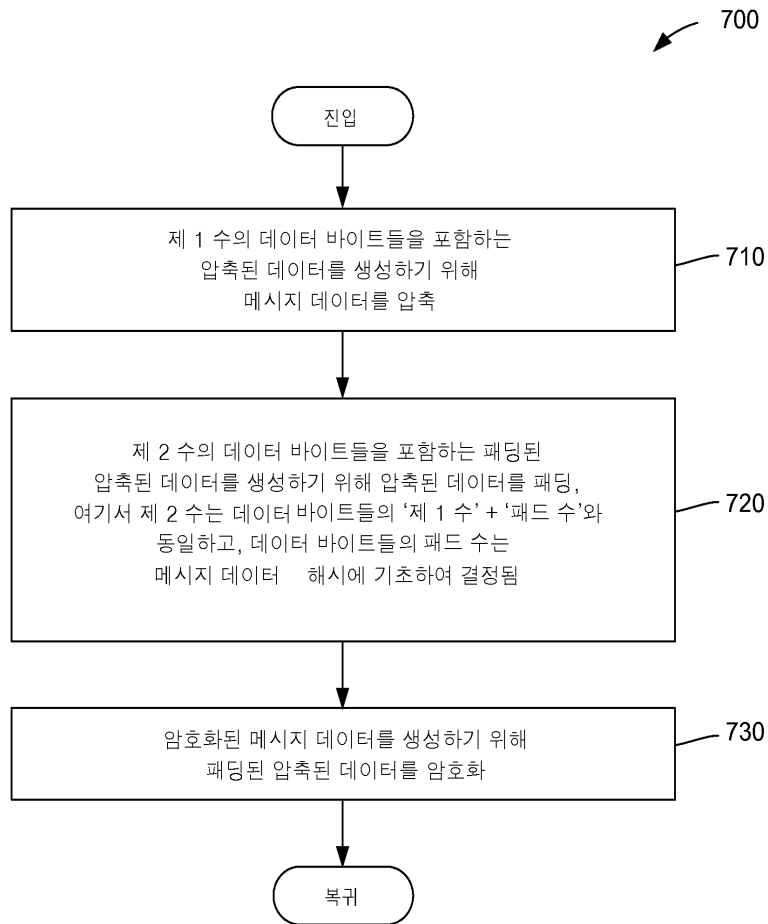 700
진입
제 1 수의 데이터 바이트들을 포함하는
압축된 데이터를 생성하기 위해
메시지 데이터를 압축
710
제 2 수의 데이터 바이트들을 포함하는 패딩된
압축된 데이터를 생성하기 위해 압축된 데이터를 패딩,
여기서 제 2 수는 데이터 바이트들의 ‘제 1 수’ + ‘패드 수’와
동일하고, 데이터 바이트들의 패드 수는
메시지 데이터 해시에 기초하여 결정됨
720
암호화된 메시지 데이터를 생성하기 위해
패딩된 압축된 데이터를 암호화
730
복귀